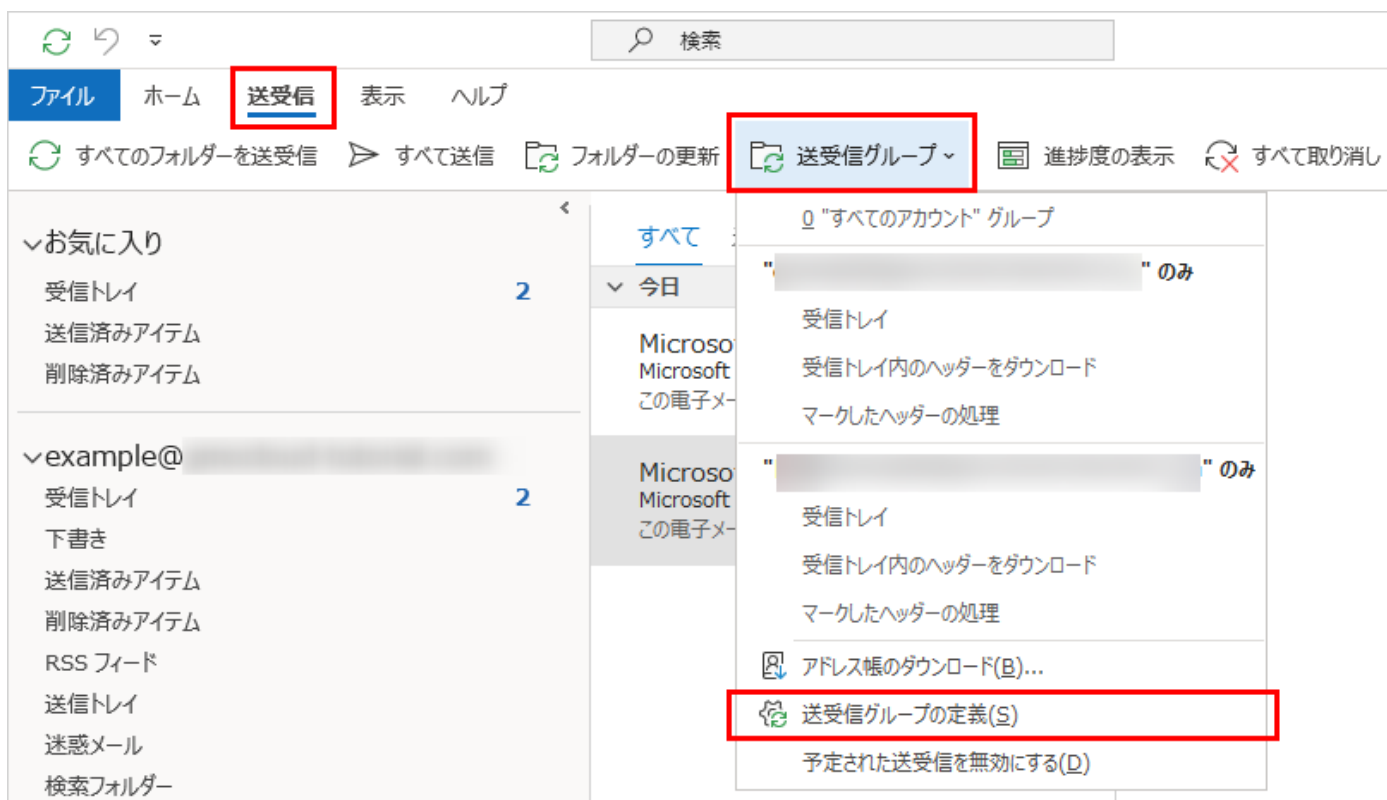 検索
ファイル ホーム 送受信 表示 ヘルプ
すべてのフォルダーを送受信 すべて送信 フォルダーの更新 送受信グループ 進捗度の表示 すべて取り消し
お気に入り
受信トレイ 2
送信済みアイテム
削除済みアイテム
example@
受信トレイ 2
下書き
送信済みアイテム
削除済みアイテム
RSS フィード
送信トレイ
迷惑メール
検索フォルダー
すべて
今日
Microso
Microsoft
この電子メー
Microso
Microsoft
この電子メー
0 "すべてのアカウント" グループ
" " のみ
受信トレイ
受信トレイ内のヘッダーをダウンロード
マークしたヘッダーの処理
" " のみ
受信トレイ
受信トレイ内のヘッダーをダウンロード
マークしたヘッダーの処理
アドレス帳のダウンロード(B)...
送受信グループの定義(S)
予定された送受信を無効にする(D)